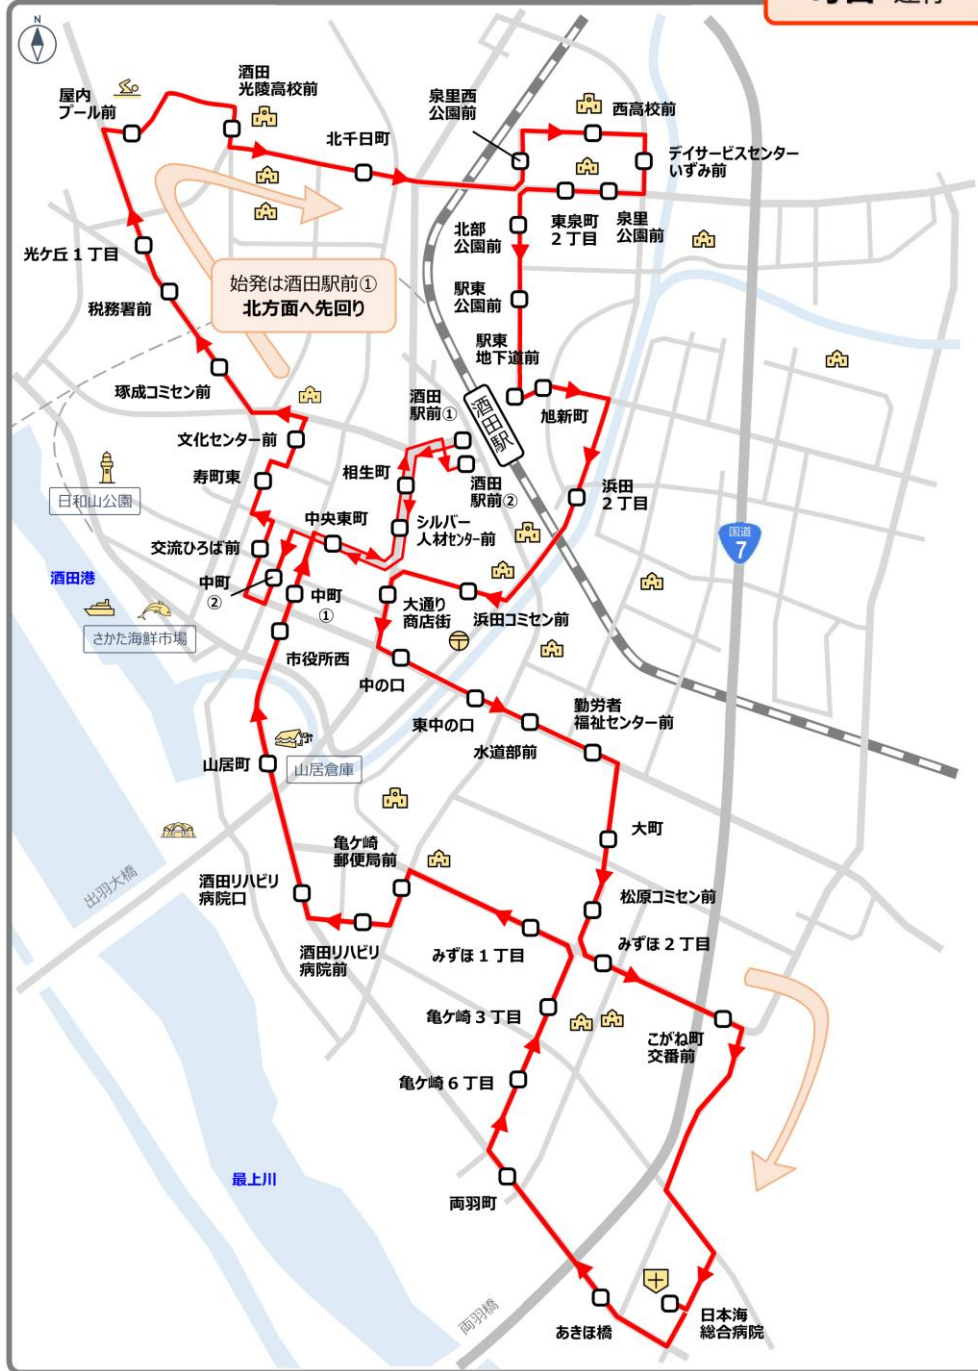 N
屋内
プール前
酒田
光陵高校前
北千日町
泉里西
公園前
西高校前
デイサービスセンター
いずみ前
東泉町
2丁目
泉里
公園前
北部
公園前
駅東
公園前
駅東
地下道前
旭新町
光ケ丘1丁目
税務署前
始発は酒田駅前①
北方面へ先回り
琢成コミセン前
酒田
駅前①
酒田駅
文化センター前
相生町
酒田
駅前②
浜田
2丁目
寿町東
日和山公園
中央東町
シルバー
人材センター前
国道
7
交流ひろば前
酒田港
中町
②
中町
①
大通り
商店街
浜田コミセン前
さかた海鮮市場
市役所西
中の口
東中の口
勤労者
福祉センター前
水道部前
山居町
山居倉庫
大町
亀ケ崎
郵便局前
出羽大橋
酒田リハビリ
病院口
松原コミセン前
酒田リハビリ
病院前
みずほ1丁目
みずほ2丁目
亀ケ崎3丁目
こがね町
交番前
亀ケ崎6丁目
最上川
両羽町
両羽橋
あきほ橋
日本海
総合病院